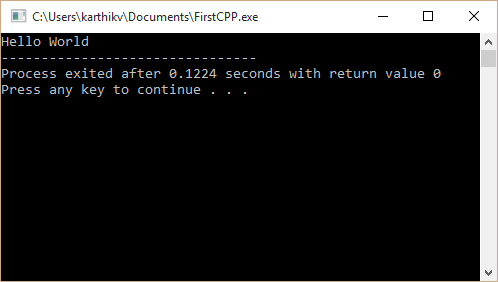 C:\Users\karthikv\Documents\FirstCPP.exe
Hello World
--------------------------------
Process exited after 0.1224 seconds with return value 0
Press any key to continue . . .